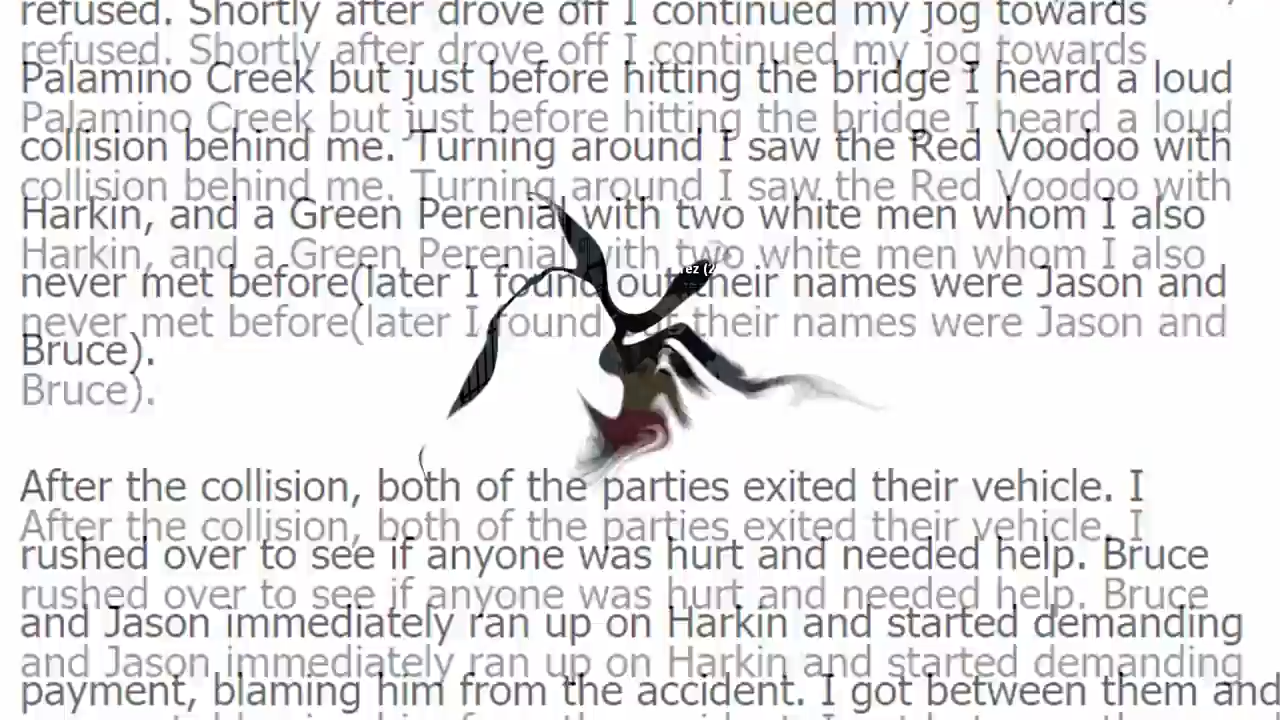 refused. Shortly after drove off I continued my jog towards
Palamino Creek but just before hitting the bridge I heard a loud
collision behind me. Turning around I saw the Red Voodoo with
Harkin, and a Green Perenial with two white men whom I also
rez (2
never met before(later I found out their names were Jason and
Bruce).
After the collision, both of the parties exited their vehicle. I
rushed over to see if anyone was hurt and needed help. Bruce
and Jason immediately ran up on Harkin and started demanding
payment, blaming him from the accident. I got between them and